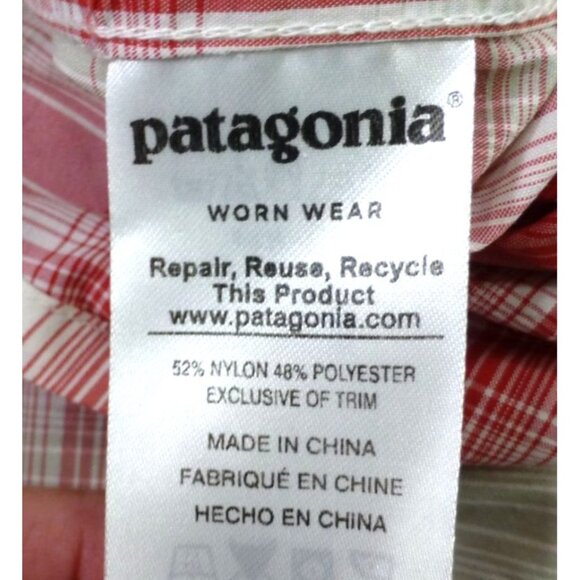 patagonia®
WORN WEAR
Repair, Reuse, Recycle
This Product
www.patagonia.com
52% NYLON 48% POLYESTER
EXCLUSIVE OF TRIM
MADE IN CHINA
FABRIQUÉ EN CHINE
HECHO EN CHINA